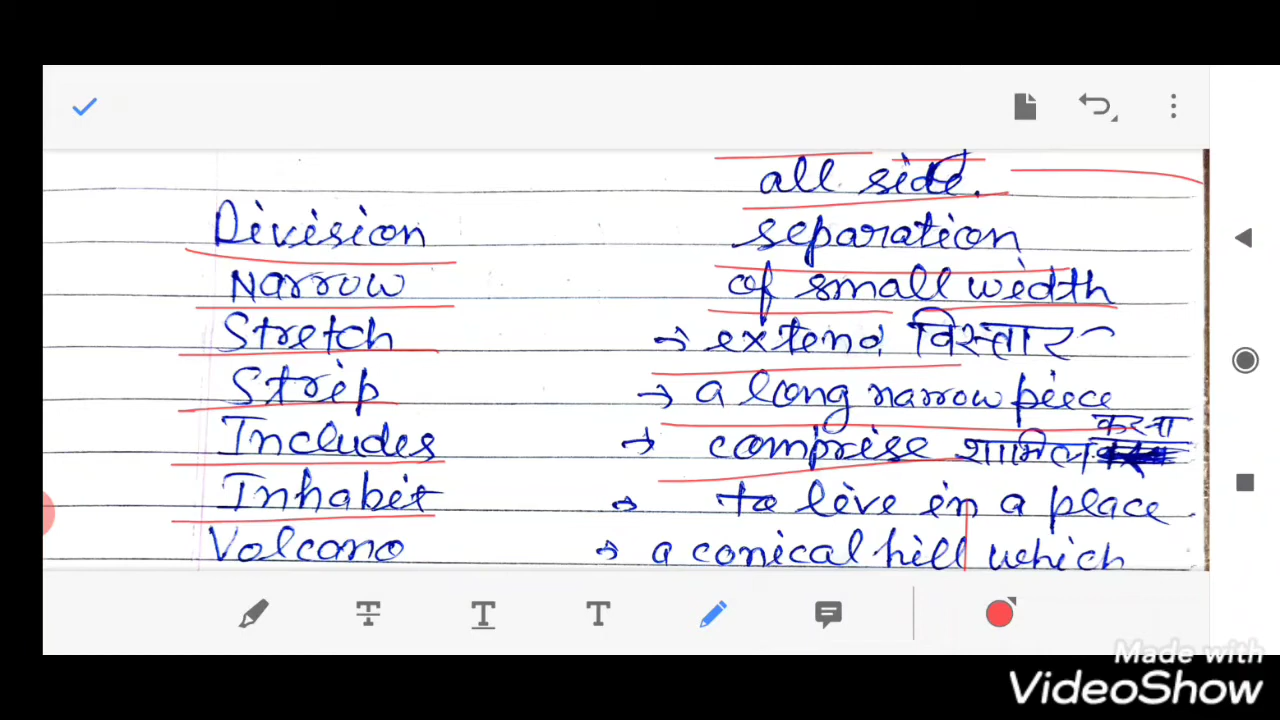 all side.
Division separation
Narrow of small width
Stretch → extend विस्तार
Strip → a long narrow piece
Includes → comprise शामिल करना
Inhabit → to live in a place.
Volcano → a conical hill which
Made with
VideoShow